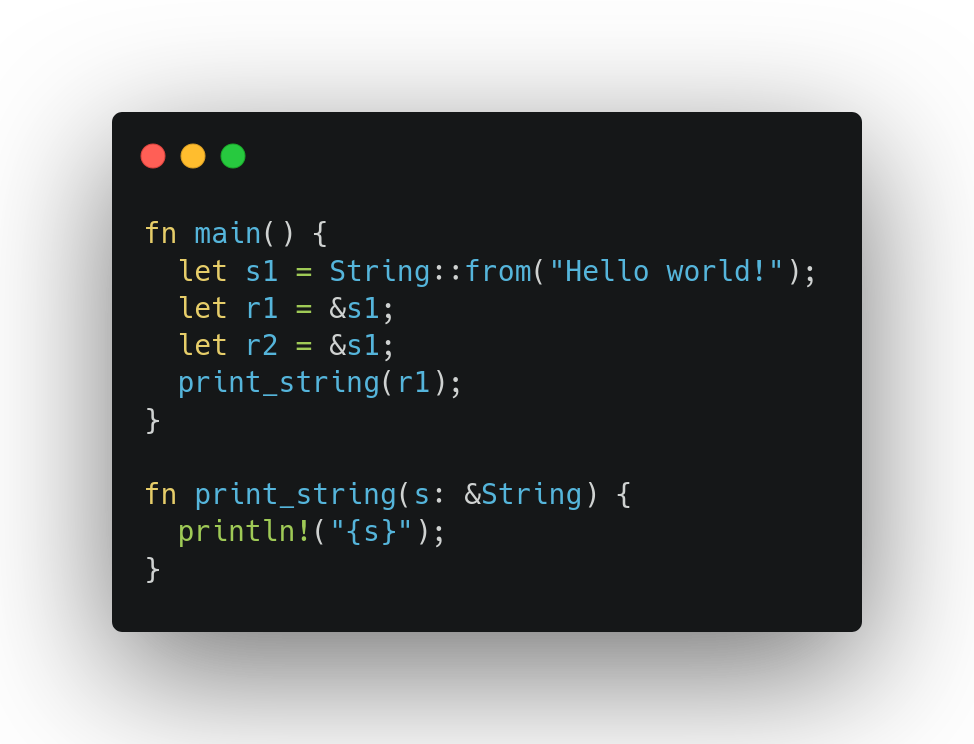 fn main() {
  let s1 = String::from("Hello world!");
  let r1 = &s1;
  let r2 = &s1;
  print_string(r1);
}

fn print_string(s: &String) {
  println!("{s}");
}